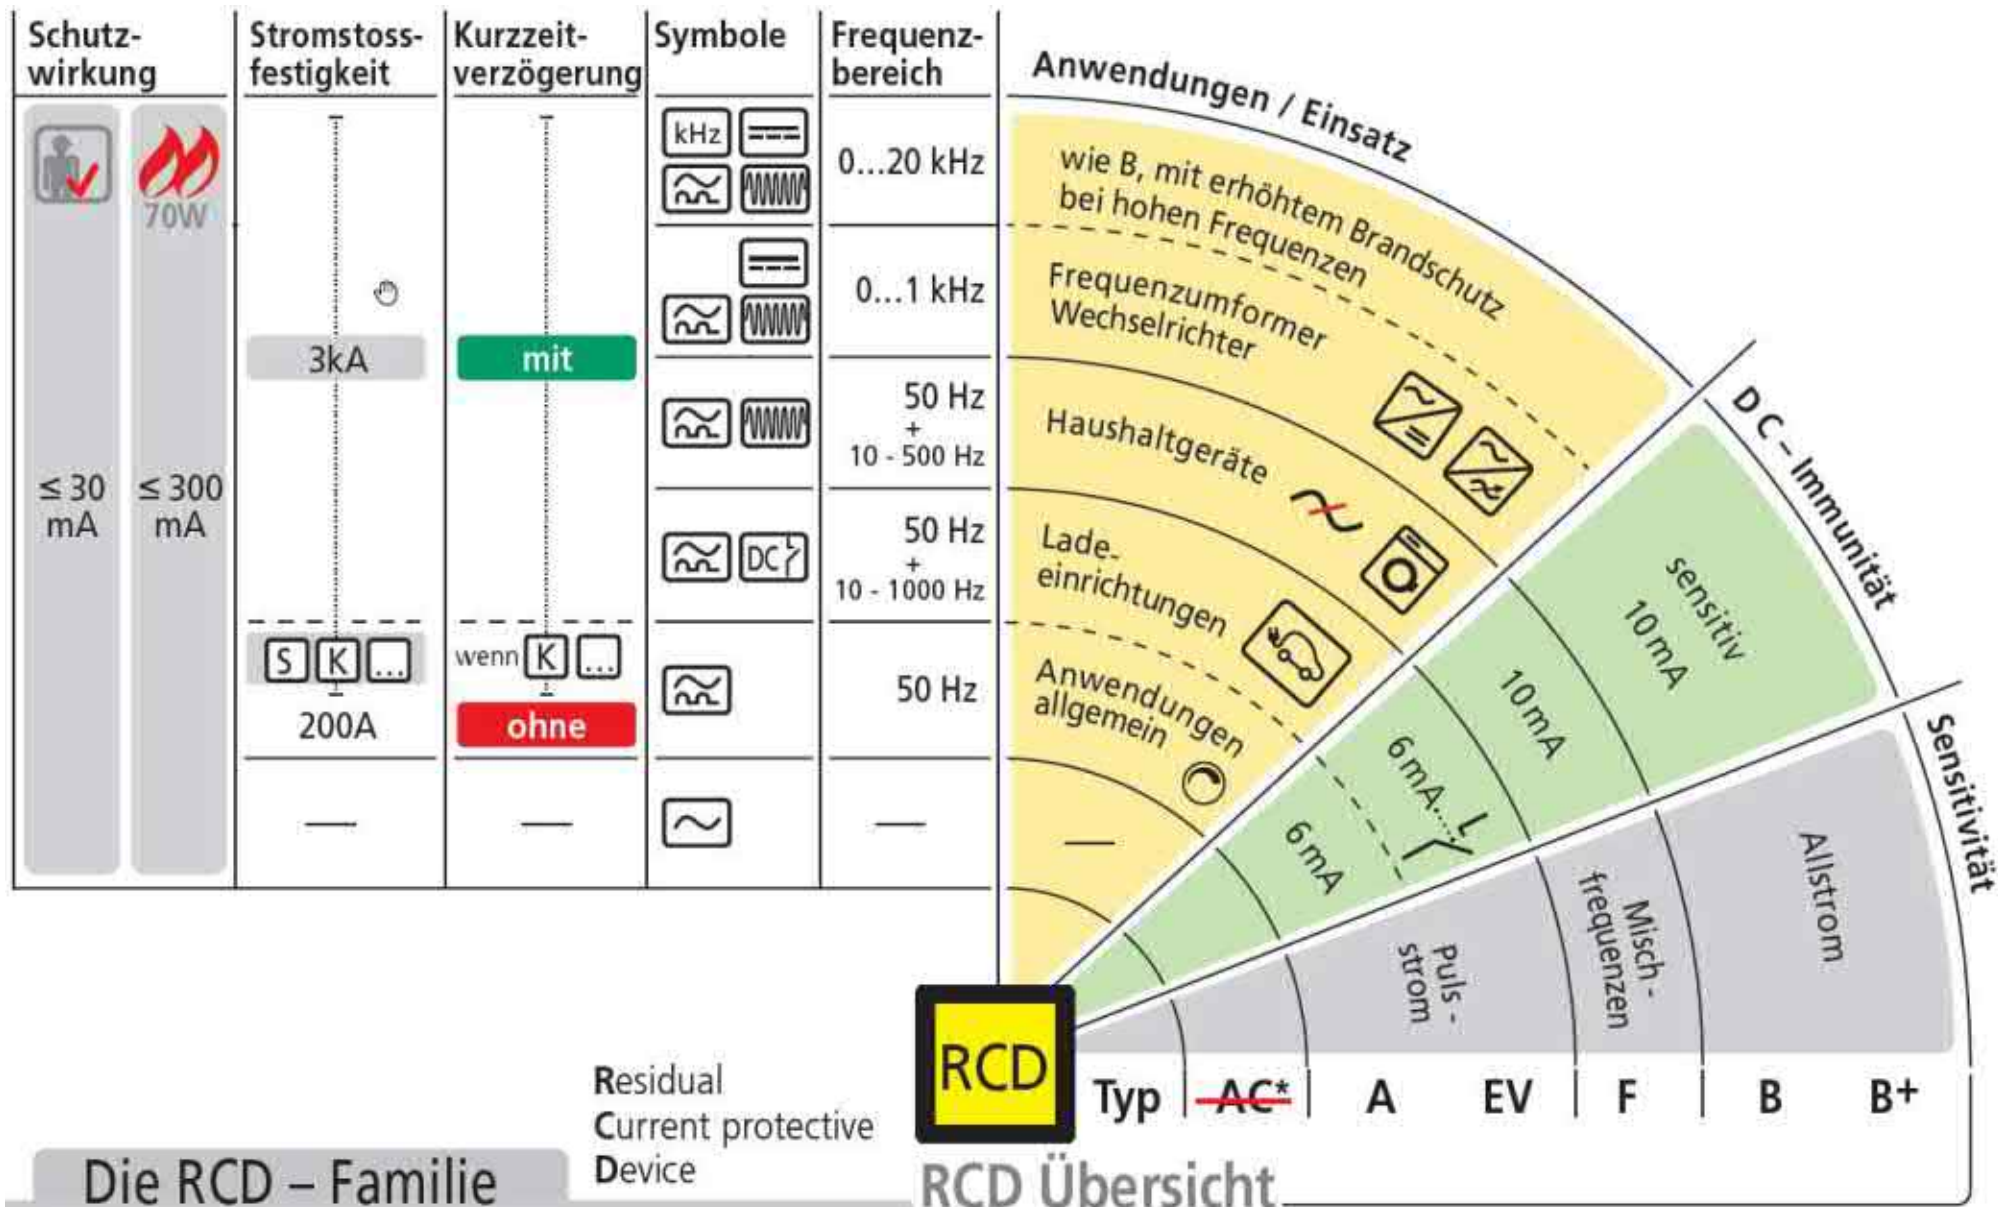 Schutz-
wirkung
Stromstoss-
festigkeit
Kurzzeit-
verzögerung
Symbole
Frequenz-
bereich
Anwendungen / Einsatz
70W
≤ 30
mA
≤ 300
mA
3kA
S K ...
200A
mit
wenn K ...
ohne
kHz
DC
0...20 kHz
0...1 kHz
50 Hz
+
10 - 500 Hz
50 Hz
+
10 - 1000 Hz
50 Hz
wie B, mit erhöhtem Brandschutz
bei hohen Frequenzen
Frequenzumformer
Wechselrichter
Haushaltgeräte
Lade-
einrichtungen
Anwendungen
allgemein
DC – Immunität
sensitiv
10 mA
10 mA
6 mA
6 mA
Sensitivität
Allstrom
Misch -
frequenzen
Puls -
strom
RCD
Typ AC* A EV F B B+
Residual
Current protective
Device
Die RCD – Familie
RCD Übersicht